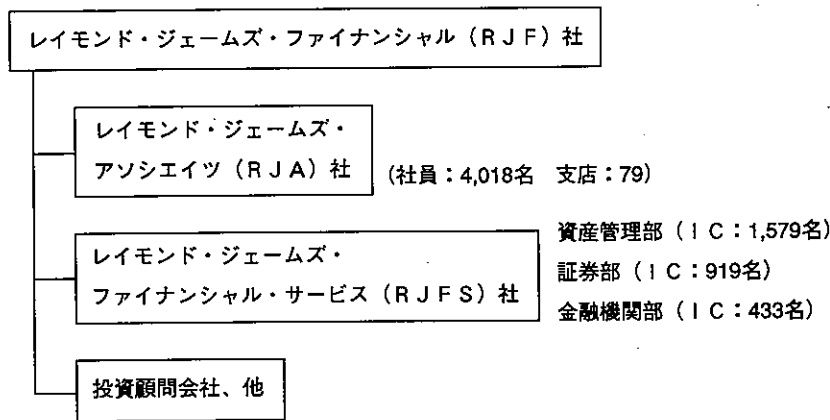 レイモンド・ジェームズ・ファイナンシャル（ＲＪＦ）社
レイモンド・ジェームズ・
アソシエイツ（ＲＪＡ）社
（社員：4,018名　支店：79）
レイモンド・ジェームズ・
ファイナンシャル・サービス（ＲＪＦＳ）社
資産管理部（ＩＣ：1,579名）
証券部（ＩＣ：919名）
金融機関部（ＩＣ：433名）
投資顧問会社、他